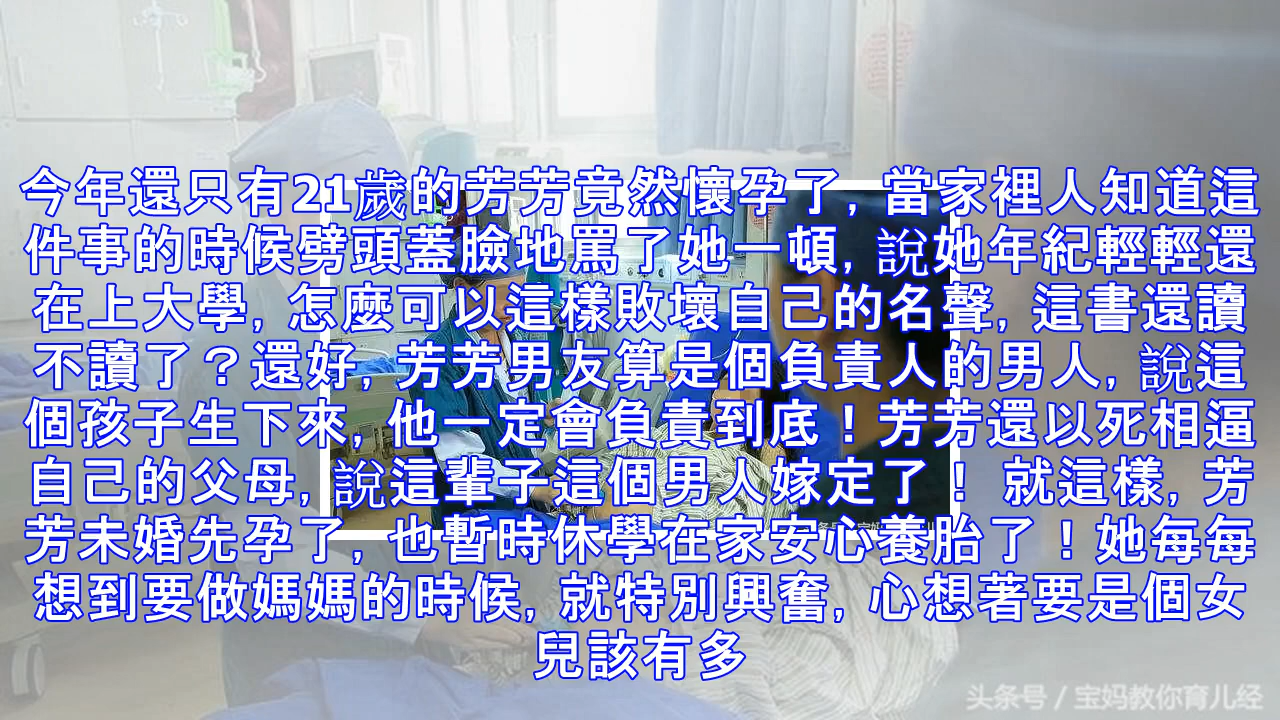 今年還只有21歲的芳芳竟然懷孕了, 當家裡人知道這
件事的時候劈頭蓋臉地罵了她一頓, 說她年紀輕輕還
在上大學, 怎麼可以這樣敗壞自己的名聲, 這書還讀
不讀了？還好, 芳芳男友算是個負責人的男人, 說這
個孩子生下來, 他一定會負責到底！芳芳還以死相逼
自己的父母, 說這輩子這個男人嫁定了！ 就這樣, 芳
芳未婚先孕了, 也暫時休學在家安心養胎了！她每每
想到要做媽媽的時候, 就特別興奮, 心想著要是個女
兒該有多
头条号 / 宝妈教你育儿经